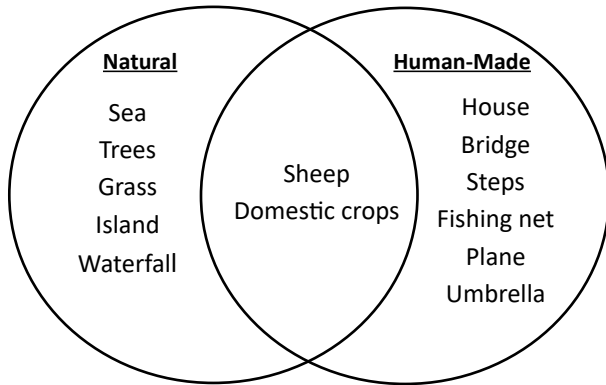 Natural
Sea
Trees
Grass
Island
Waterfall
Sheep
Domestic crops
Human-Made
House
Bridge
Steps
Fishing net
Plane
Umbrella